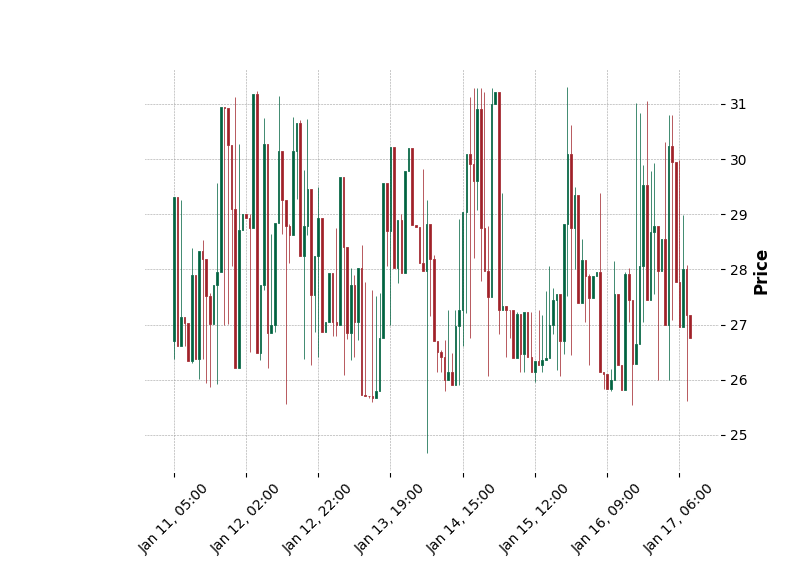 31
30
29
28
27
26
25
Price
Jan 11, 05:00
Jan 12, 02:00
Jan 12, 22:00
Jan 13, 19:00
Jan 14, 15:00
Jan 15, 12:00
Jan 16, 09:00
Jan 17, 06:00